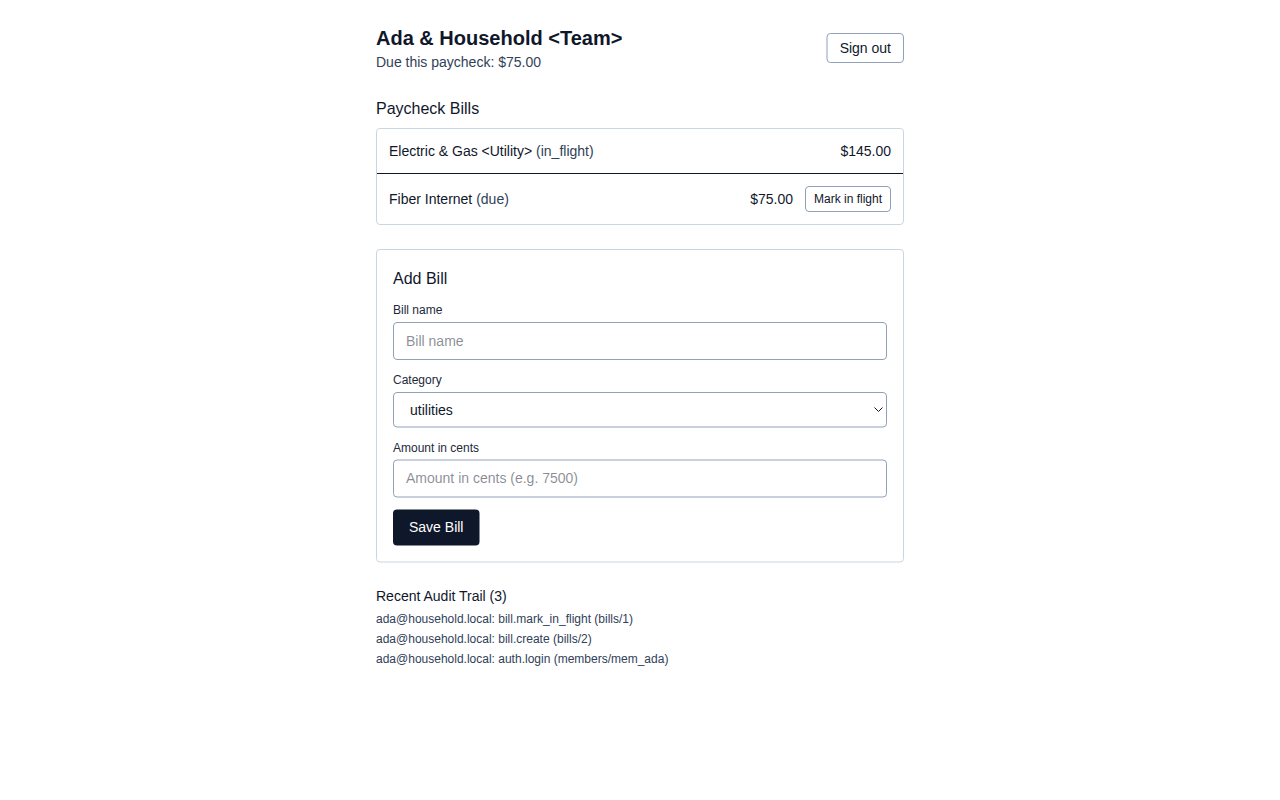 Ada & Household <Team>
Sign out
Due this paycheck: $75.00
Paycheck Bills
Electric & Gas <Utility> (in_flight) $145.00
Fiber Internet (due) $75.00 Mark in flight
Add Bill
Bill name
Bill name
Category
utilities
Amount in cents
Amount in cents (e.g. 7500)
Save Bill
Recent Audit Trail (3)
ada@household.local: bill.mark_in_flight (bills/1)
ada@household.local: bill.create (bills/2)
ada@household.local: auth.login (members/mem_ada)